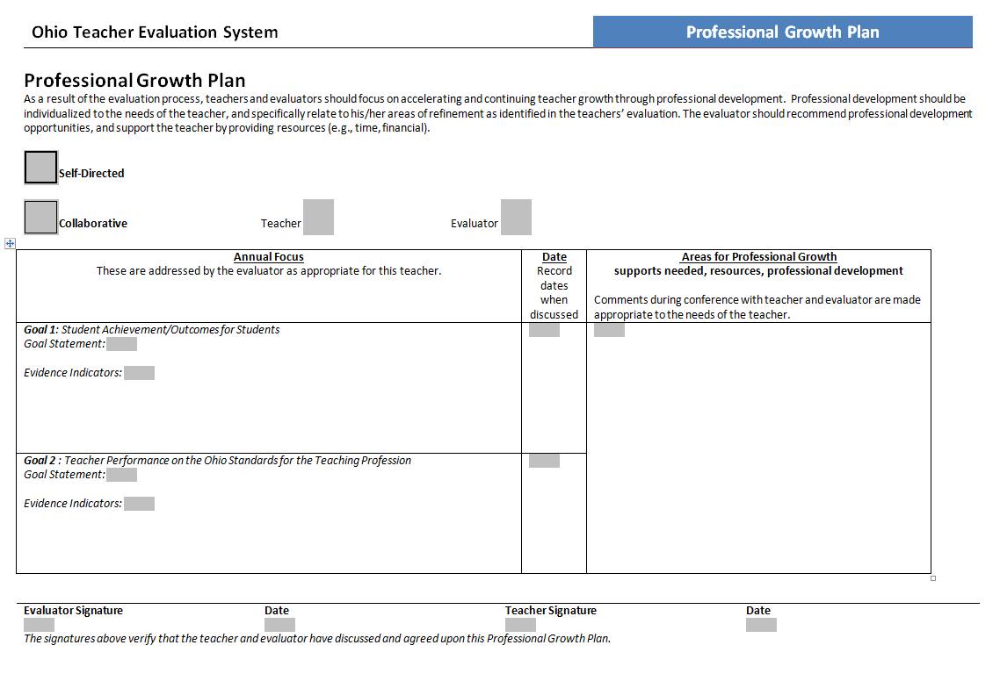 Ohio Teacher Evaluation System
Professional Growth Plan
Professional Growth Plan
As a result of the evaluation process, teachers and evaluators should focus on accelerating and continuing teacher growth through professional development.  Professional development should be
individualized to the needs of the teacher, and specifically relate to his/her areas of refinement as identified in the teachers' evaluation. The evaluator should recommend professional development
opportunities, and support the teacher by providing resources (e.g., time, financial).
Self-Directed
Collaborative Teacher Evaluator
Annual Focus
These are addressed by the evaluator as appropriate for this teacher.
Date
Record
dates
when
discussed
Areas for Professional Growth
supports needed, resources, professional development
Comments during conference with teacher and evaluator are made
appropriate to the needs of the teacher.
Goal 1: Student Achievement/Outcomes for Students
Goal Statement:
Evidence Indicators:
Goal 2 : Teacher Performance on the Ohio Standards for the Teaching Profession
Goal Statement:
Evidence Indicators:
Evaluator Signature Date Teacher Signature Date
The signatures above verify that the teacher and evaluator have discussed and agreed upon this Professional Growth Plan.